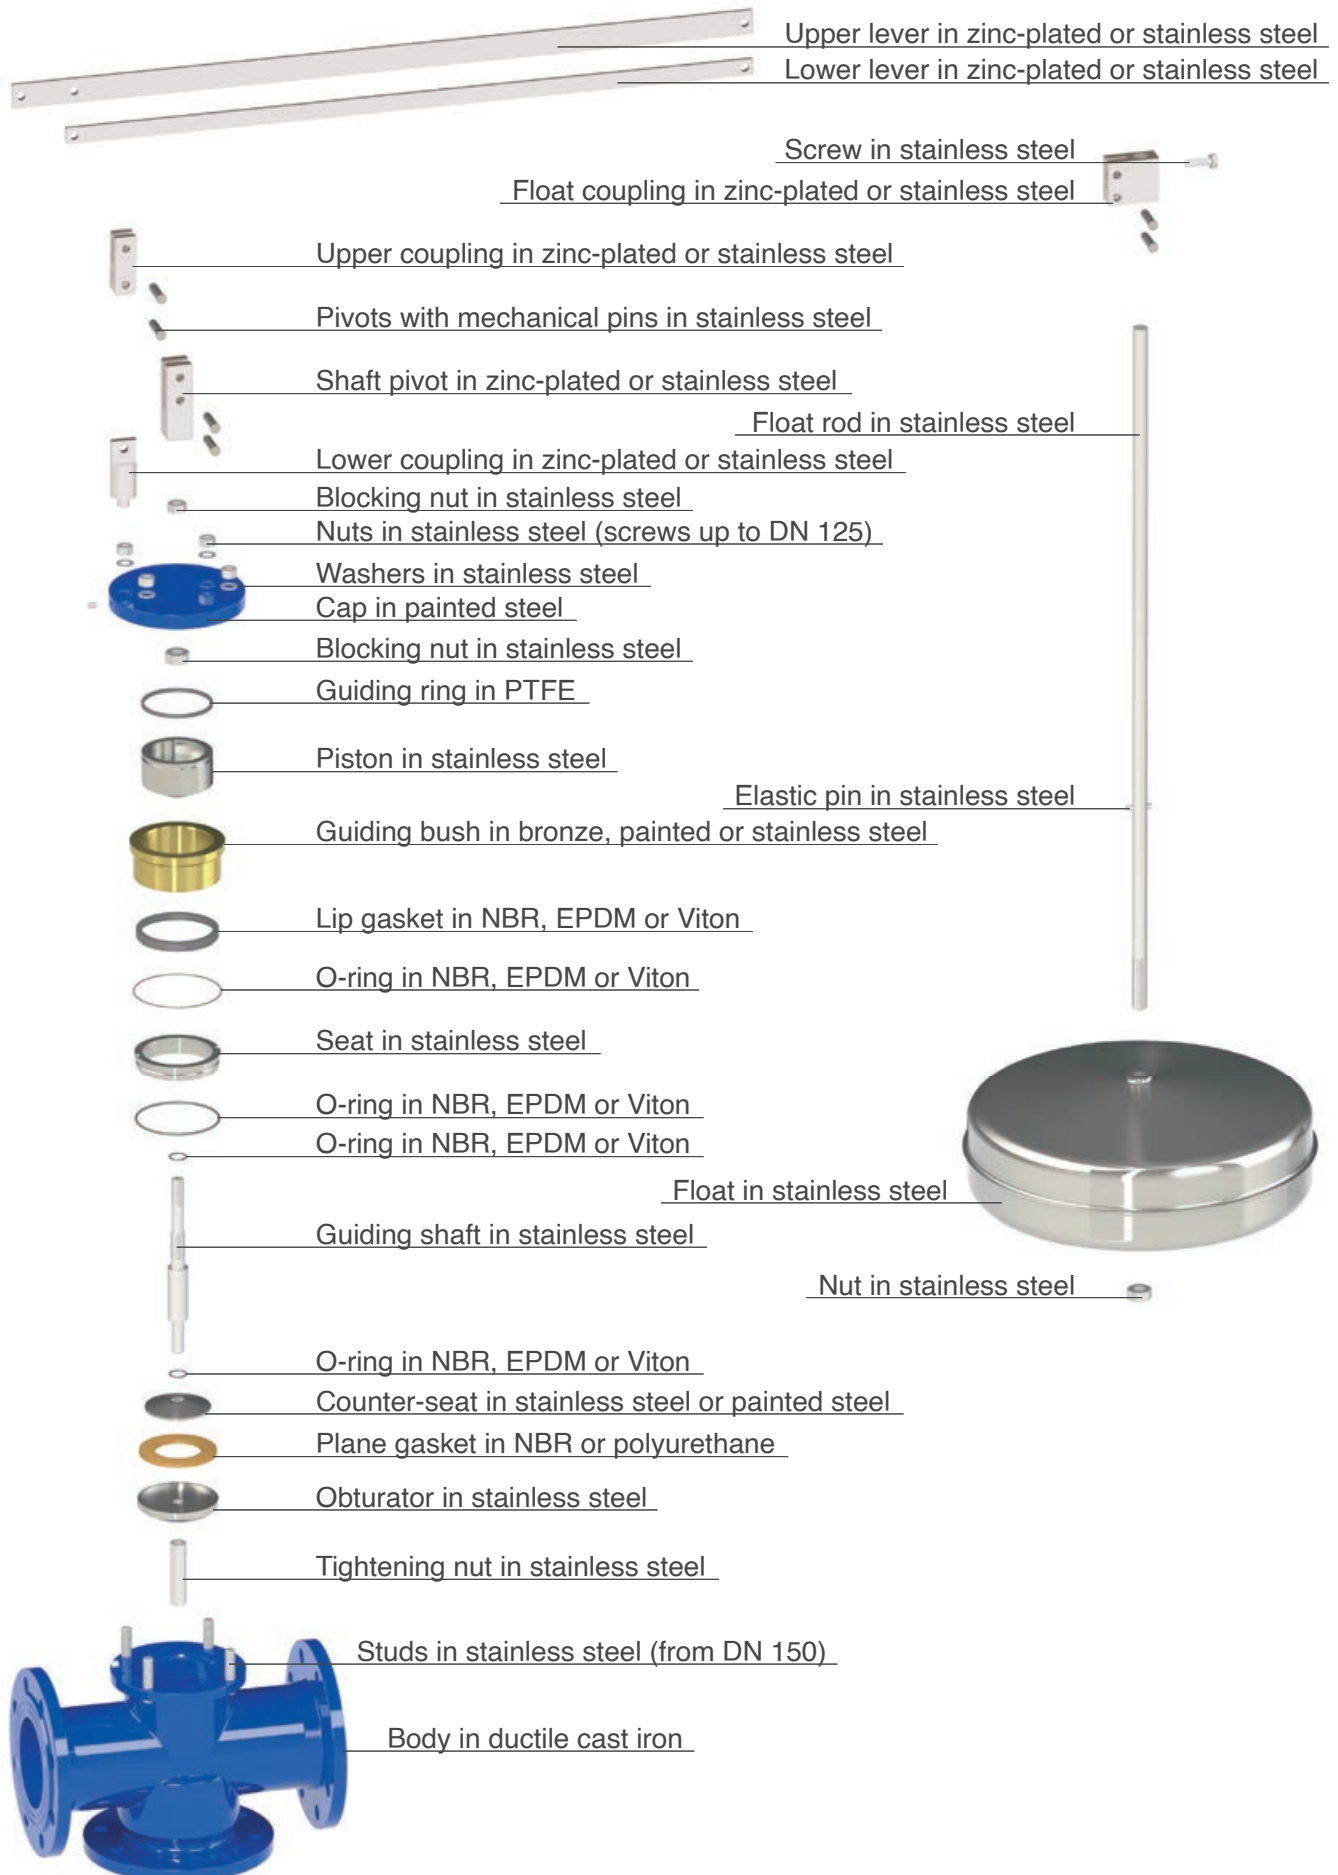 Upper lever in zinc-plated or stainless steel
Lower lever in zinc-plated or stainless steel
Screw in stainless steel
Float coupling in zinc-plated or stainless steel
Upper coupling in zinc-plated or stainless steel
Pivots with mechanical pins in stainless steel
Shaft pivot in zinc-plated or stainless steel
Float rod in stainless steel
Lower coupling in zinc-plated or stainless steel
Blocking nut in stainless steel
Nuts in stainless steel (screws up to DN 125)
Washers in stainless steel
Cap in painted steel
Blocking nut in stainless steel
Guiding ring in PTFE
Piston in stainless steel
Elastic pin in stainless steel
Guiding bush in bronze, painted or stainless steel
Lip gasket in NBR, EPDM or Viton
O-ring in NBR, EPDM or Viton
Seat in stainless steel
O-ring in NBR, EPDM or Viton
O-ring in NBR, EPDM or Viton
Float in stainless steel
Guiding shaft in stainless steel
Nut in stainless steel
O-ring in NBR, EPDM or Viton
Counter-seat in stainless steel or painted steel
Plane gasket in NBR or polyurethane
Obturator in stainless steel
Tightening nut in stainless steel
Studs in stainless steel (from DN 150)
Body in ductile cast iron